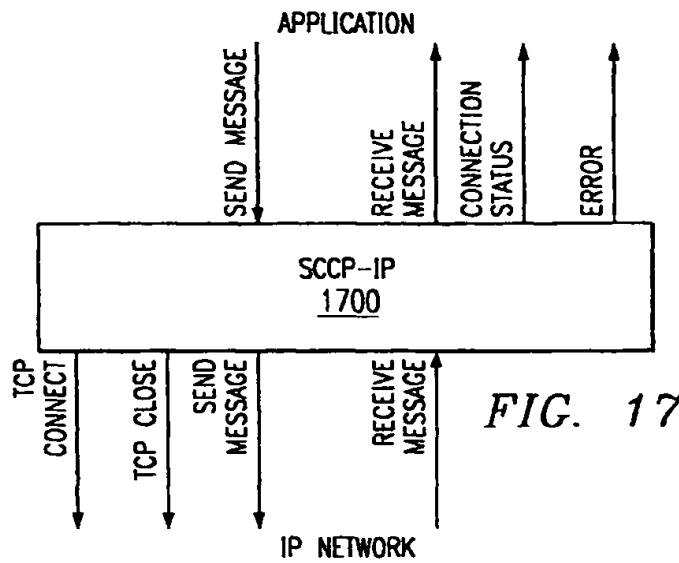 APPLICATION
SEND MESSAGE
RECEIVE
MESSAGE
CONNECTION
STATUS
ERROR
SCCP-IP
1700
TCP
CONNECT
TCP CLOSE
SEND
MESSAGE
RECEIVE
MESSAGE
FIG. 17
IP NETWORK